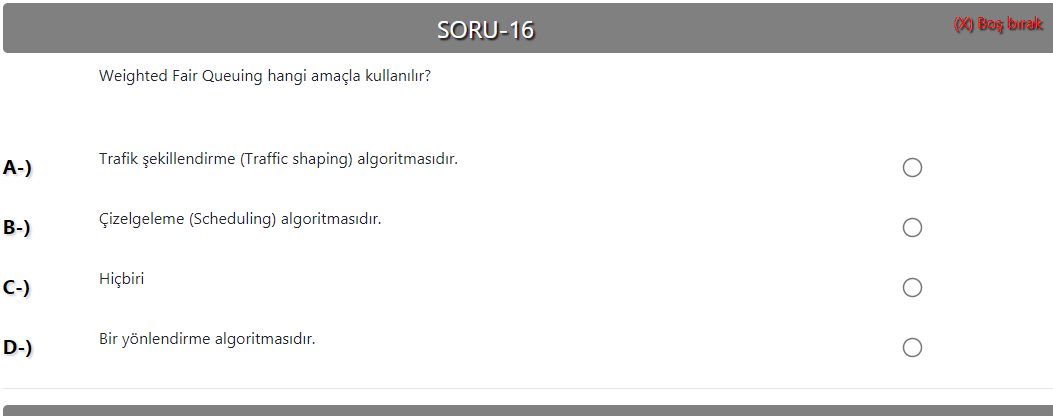 SORU-16
(X) Boş bırak
Weighted Fair Queuing hangi amaçla kullanılır?
A-) Trafik şekillendirme (Traffic shaping) algoritmasıdır.
B-) Çizelgeleme (Scheduling) algoritmasıdır.
C-) Hiçbiri
D-) Bir yönlendirme algoritmasıdır.